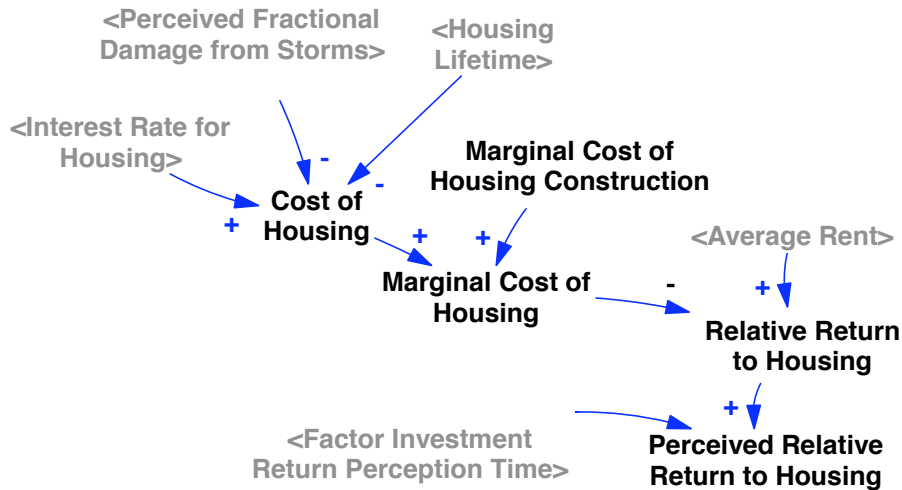 <Perceived Fractional
Damage from Storms>
<Housing
Lifetime>
<Interest Rate for
Housing>
-
-
Marginal Cost of
Housing Construction
Cost of
Housing
+
+
+
<Average Rent>
Marginal Cost of
Housing
-
+
Relative Return
to Housing
+
<Factor Investment
Return Perception Time>
Perceived Relative
Return to Housing